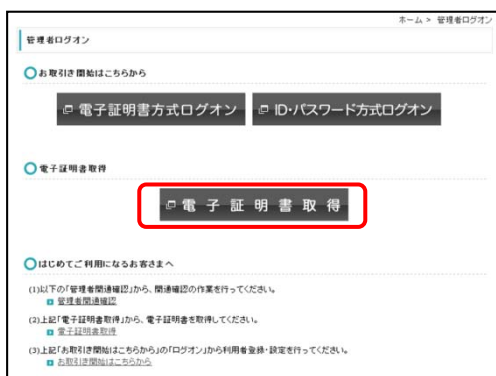 ホーム > 管理者ログオン
管理者ログオン
お取引き開始はこちらから
電子証明書方式ログオン
ID・パスワード方式ログオン
電子証明書取得
電子証明書取得
はじめてご利用になるお客さまへ
(1)以下の「管理者開通確認」から、開通確認の作業を行ってください。
管理者開通確認
(2)上記「電子証明書取得」から、電子証明書を取得してください。
電子証明書取得
(3)上記「お取引き開始はこちらから」の「ログオン」から利用者登録・設定を行ってください。
お取引き開始はこちらから